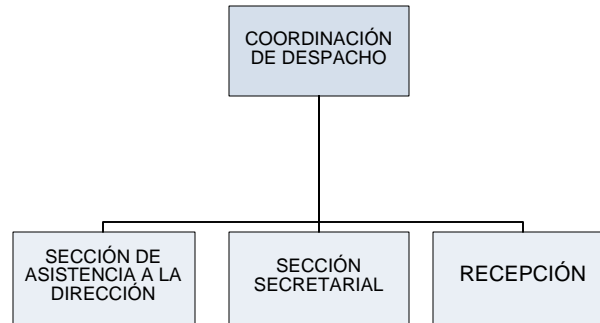 COORDINACIÓN
DE DESPACHO
SECCIÓN DE
ASISTENCIA A LA
DIRECCIÓN
SECCIÓN
SECRETARIAL
RECEPCIÓN